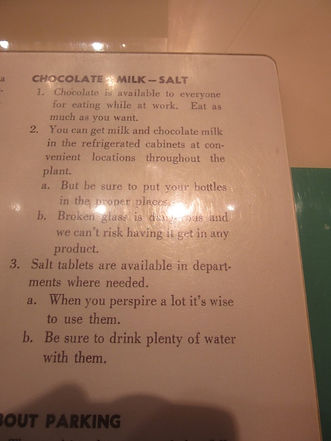 CHOCOLATE – MILK – SALT
1. Chocolate is available to everyone
for eating while at work. Eat as
much as you want.
2. You can get milk and chocolate milk
in the refrigerated cabinets at con-
venient locations throughout the
plant.
a. But be sure to put your bottles
in the proper places.
b. Broken glass is dangerous and
we can't risk having it get in any
product.
3. Salt tablets are available in depart-
ments where needed.
a. When you perspire a lot it's wise
to use them.
b. Be sure to drink plenty of water
with them.
BOUT PARKING